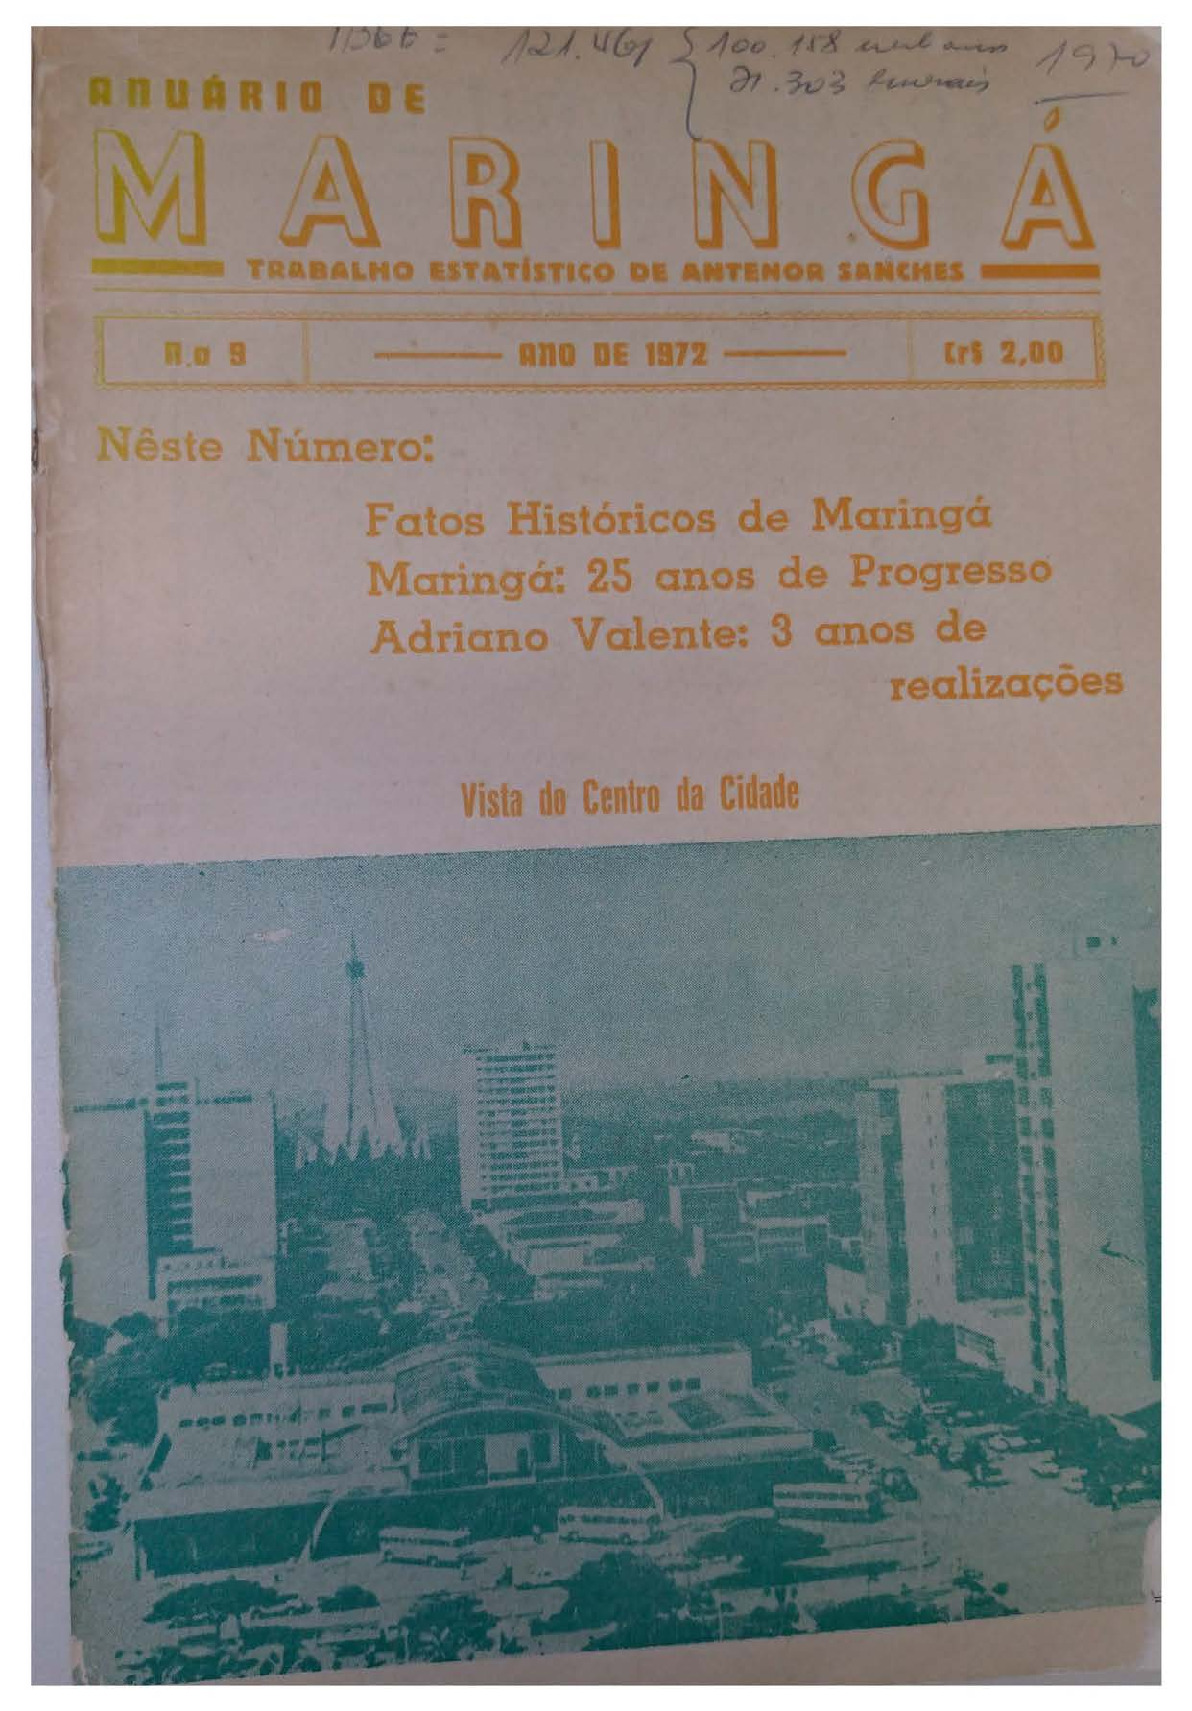 121.461 { 100.158 urbanos 1970
21.303 rurais
ANUÁRIO DE
MARINGÁ
TRABALHO ESTATÍSTICO DE ANTENOR SANCHES
N.o 9 ANO DE 1972 Cr$ 2,00
Nêste Número:
Fatos Históricos de Maringá
Maringá: 25 anos de Progresso
Adriano Valente: 3 anos de
realizações
Vista do Centro da Cidade